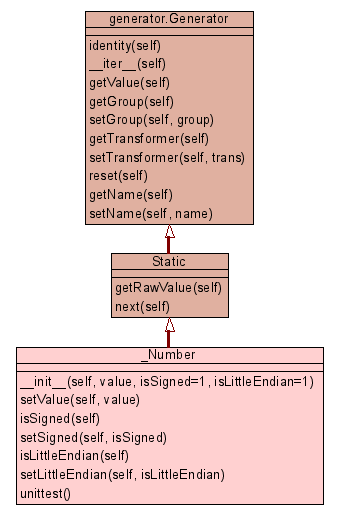 generator.Generator
identity(self)
__iter__(self)
getValue(self)
getGroup(self)
setGroup(self, group)
getTransformer(self)
setTransformer(self, trans)
reset(self)
getName(self)
setName(self, name)
Static
getRawValue(self)
next(self)
_Number
__init__(self, value, isSigned=1, isLittleEndian=1)
setValue(self, value)
isSigned(self)
setSigned(self, isSigned)
isLittleEndian(self)
setLittleEndian(self, isLittleEndian)
unittest()